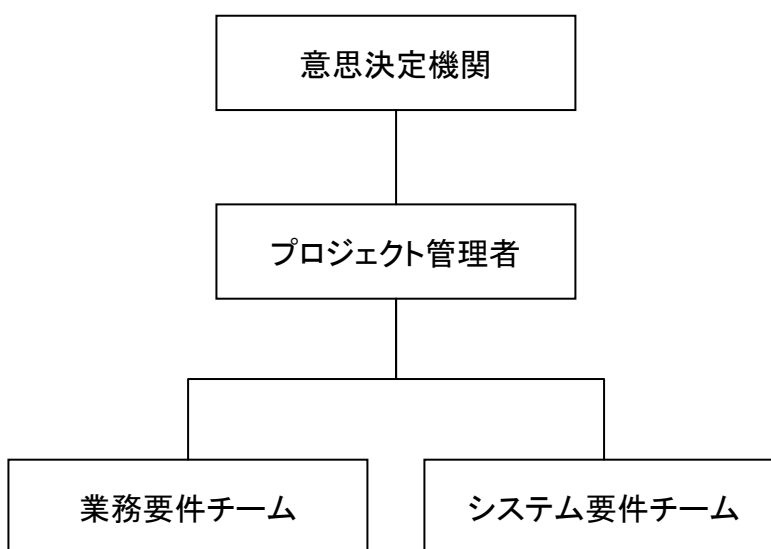 意思決定機関
プロジェクト管理者
業務要件チーム
システム要件チーム